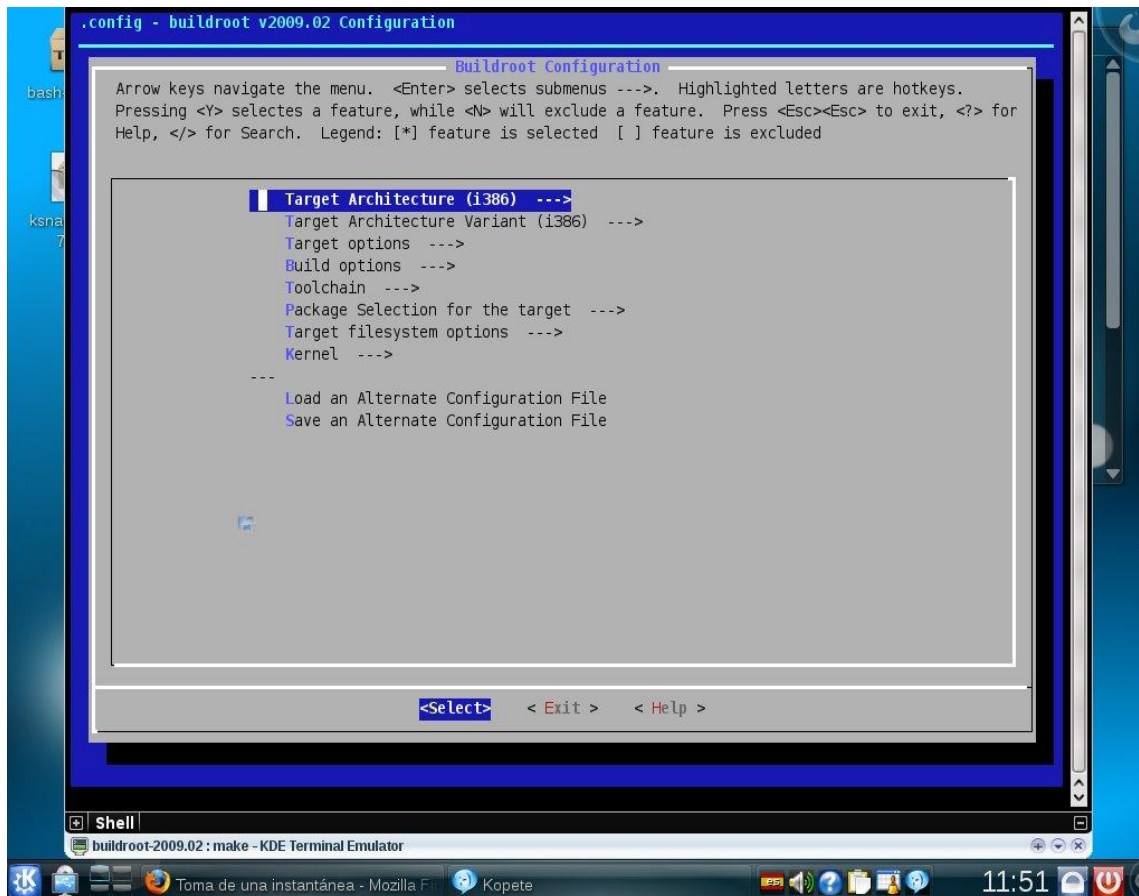 .config - buildroot v2009.02 Configuration
Buildroot Configuration
Arrow keys navigate the menu. <Enter> selects submenus --->. Highlighted letters are hotkeys.
Pressing <Y> selectes a feature, while <N> will exclude a feature. Press <Esc><Esc> to exit, <?> for
Help, </> for Search. Legend: [*] feature is selected [ ] feature is excluded
Target Architecture (i386) --->
Target Architecture Variant (i386) --->
Target options --->
Build options --->
Toolchain --->
Package Selection for the target --->
Target filesystem options --->
Kernel --->
---
Load an Alternate Configuration File
Save an Alternate Configuration File
<Select> < Exit > < Help >
bash
ksna
7
Shell
buildroot-2009.02 : make - KDE Terminal Emulator
Toma de una instantánea - Mozilla Fi
Kopete
11:51